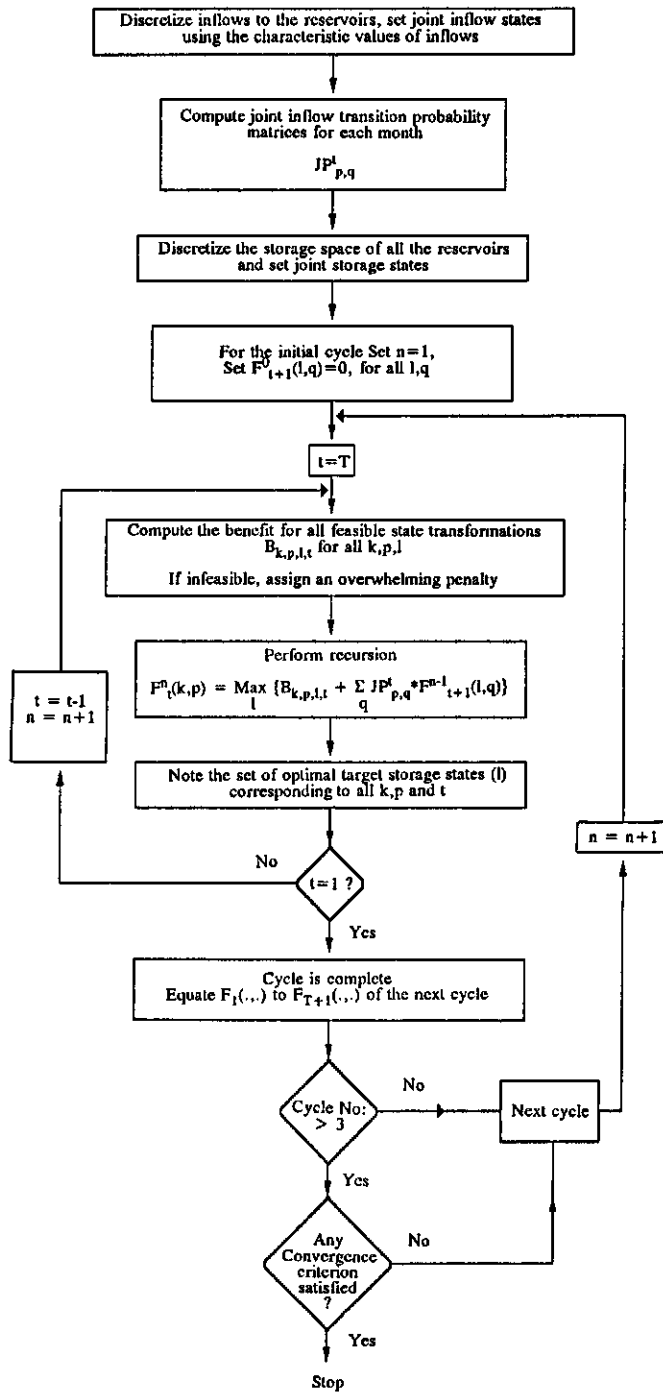 Discretize inflows to the reservoirs, set joint inflow states
using the characteristic values of inflows
Compute joint inflow transition probability
matrices for each month
JP^t_{p,q}
Discretize the storage space of all the reservoirs
and set joint storage states
For the initial cycle Set n=1,
Set F^0_{t+1}(l,q)=0, for all l,q
t=T
Compute the benefit for all feasible state transformations
B_{k,p,l,t} for all k,p,l
If infeasible, assign an overwhelming penalty
Perform recursion
F^n_t(k,p) = Max {B_{k,p,l,t} + Σ JP^t_{p,q}*F^{n-1}_{t+1}(l,q)}
l q
t = t-1
n = n+1
Note the set of optimal target storage states (l)
corresponding to all k,p and t
n = n+1
No
t=1 ?
Yes
Cycle is complete
Equate F_1(.,.) to F_{T+1}(.,.) of the next cycle
No
Cycle No:
> 3
Next cycle
Yes
Any
Convergence
criterion
satisfied
?
No
Yes
Stop